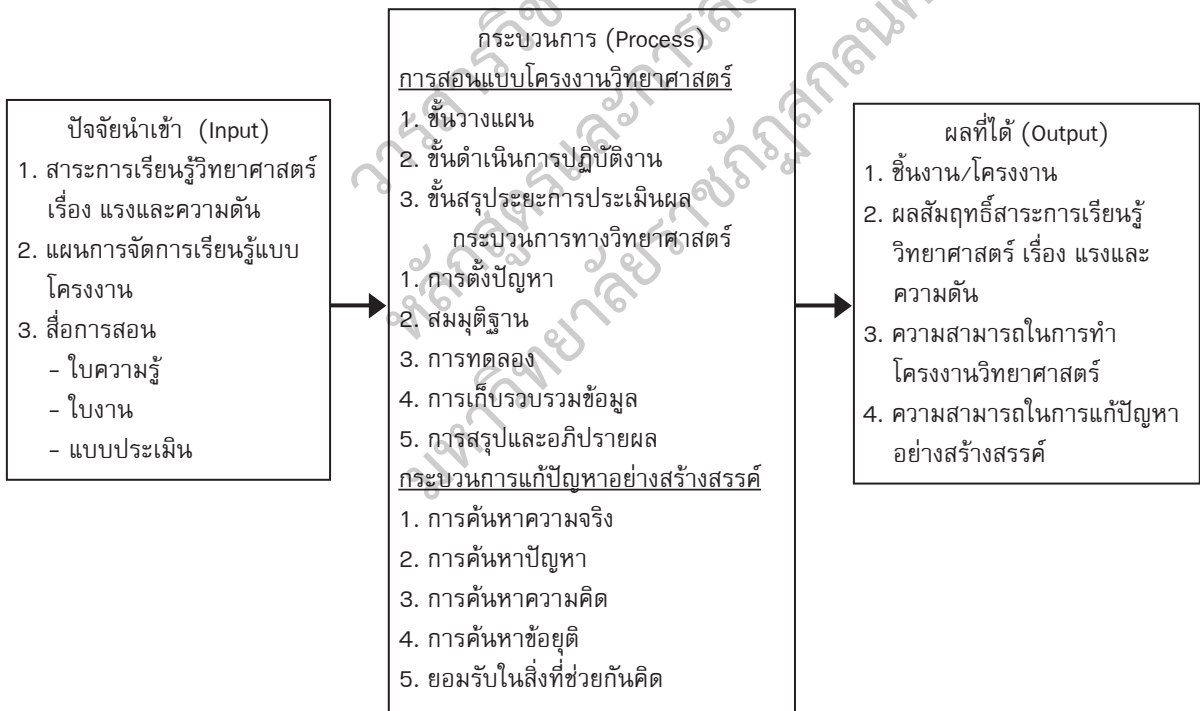 ปัจจัยนำเข้า (Input)
1. สาระการเรียนรู้วิทยาศาสตร์
เรื่อง แรงและความดัน
2. แผนการจัดการเรียนรู้แบบ
โครงงาน
3. สื่อการสอน
- ใบความรู้
- ใบงาน
- แบบประเมิน
กระบวนการ (Process)
การสอนแบบโครงงานวิทยาศาสตร์
1. ขั้นวางแผน
2. ขั้นดำเนินการปฏิบัติงาน
3. ขั้นสรุประยะการประเมินผล
กระบวนการทางวิทยาศาสตร์
1. การตั้งปัญหา
2. สมมุติฐาน
3. การทดลอง
4. การเก็บรวบรวมข้อมูล
5. การสรุปและอภิปรายผล
กระบวนการแก้ปัญหาอย่างสร้างสรรค์
1. การค้นหาความจริง
2. การค้นหาปัญหา
3. การค้นหาความคิด
4. การค้นหาข้อยุติ
5. ยอมรับในสิ่งที่ช่วยกันคิด
ผลที่ได้ (Output)
1. ชิ้นงาน/โครงงาน
2. ผลสัมฤทธิ์สาระการเรียนรู้
วิทยาศาสตร์ เรื่อง แรงและ
ความดัน
3. ความสามารถในการทำ
โครงงานวิทยาศาสตร์
4. ความสามารถในการแก้ปัญหา
อย่างสร้างสรรค์